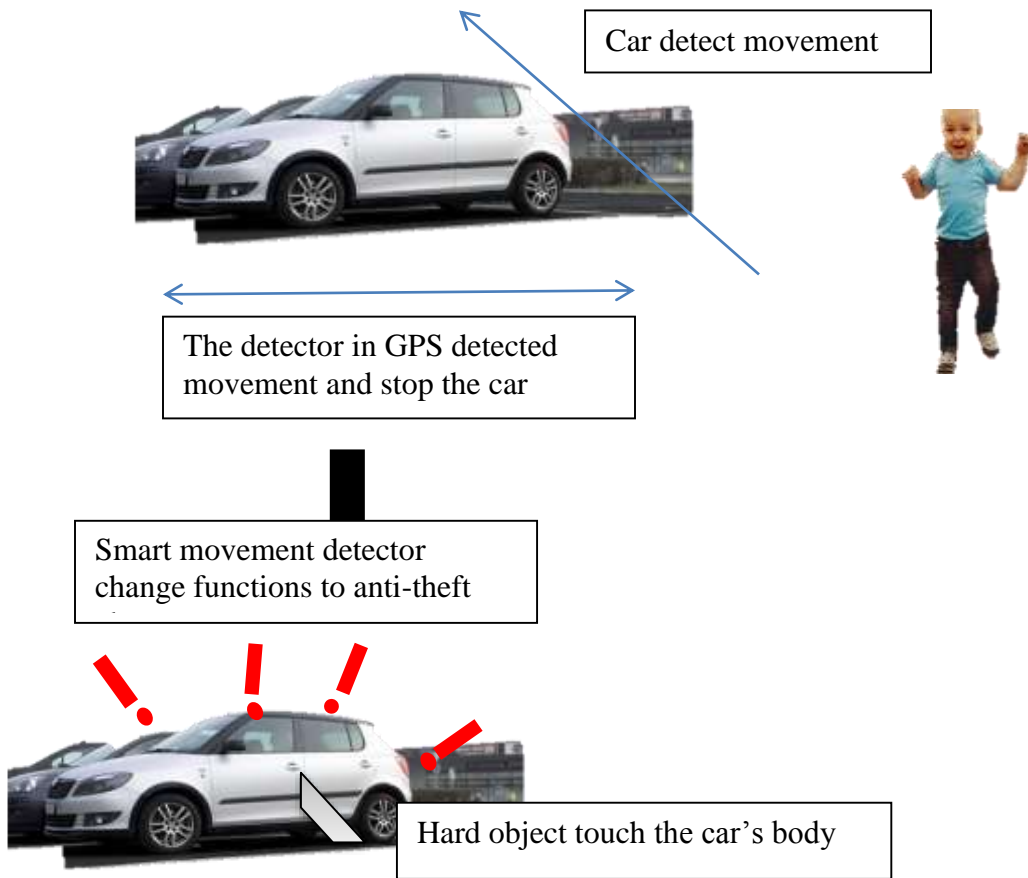 Car detect movement
The detector in GPS detected
movement and stop the car
Smart movement detector
change functions to anti-theft
Hard object touch the car’s body